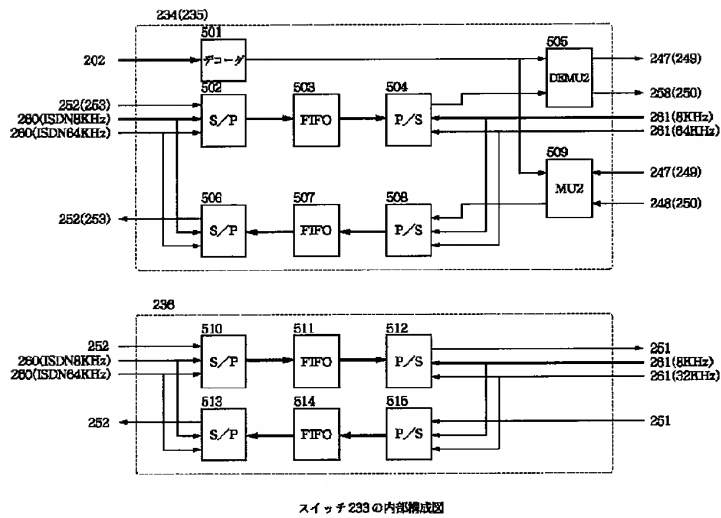 234(235)
501
デコーダ
202
505
DEMUZ
247(249)
258(250)
252(253)
260(ISDN8KHz)
260(ISDN64KHz)
502
S/P
503
FIFO
504
P/S
261(8KHz)
261(64KHz)
509
MUZ
247(249)
248(250)
252(253)
506
S/P
507
FIFO
508
P/S
236
252
260(ISDN8KHz)
260(ISDN64KHz)
510
S/P
511
FIFO
512
P/S
251
261(8KHz)
261(32KHz)
252
513
S/P
514
FIFO
515
P/S
251
スイッチ233の内部構成図